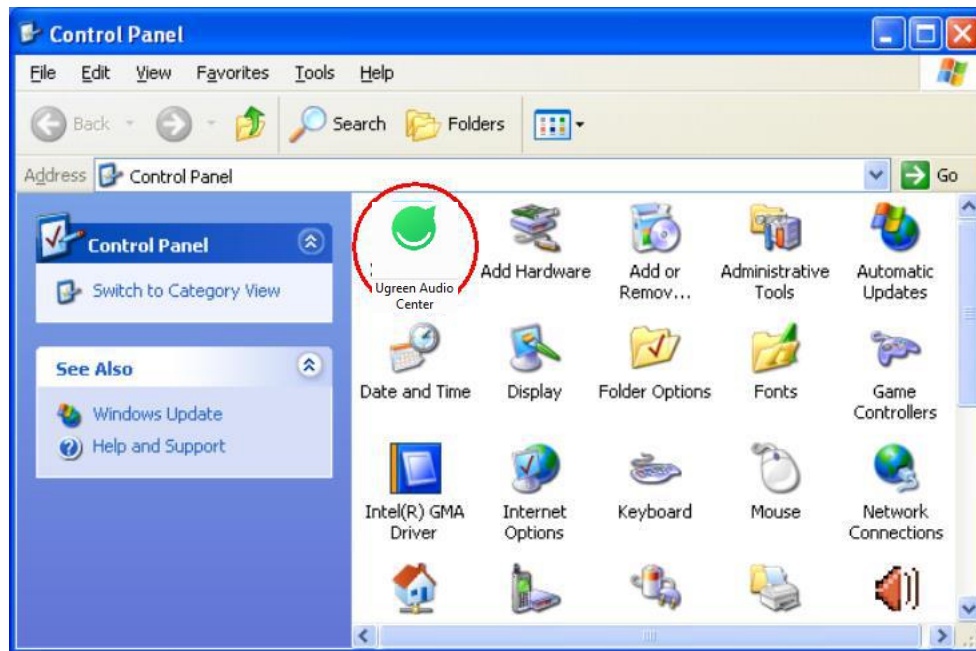 Control Panel
File Edit View Favorites Tools Help
Back Search Folders
Address Control Panel Go
Control Panel
Switch to Category View
See Also
Windows Update
Help and Support
Ugreen Audio
Center
Add Hardware
Add or
Remov...
Administrative
Tools
Automatic
Updates
Date and Time
Display
Folder Options
Fonts
Game
Controllers
Intel(R) GMA
Driver
Internet
Options
Keyboard
Mouse
Network
Connections